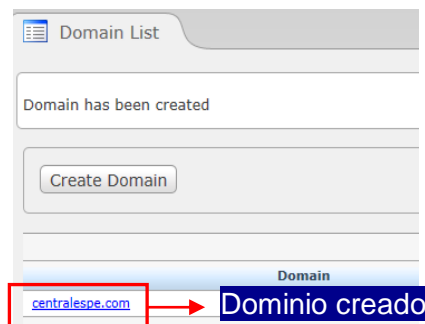 Domain List
Domain has been created
Create Domain
Domain
centralespe.com
Dominio creado